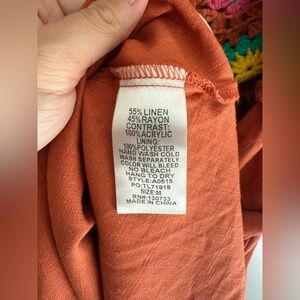 55% LINEN
45% RAYON
CONTRAST:
100% ACRYLIC
LINING:
100% POLYESTER
HAND WASH COLD
WASH SEPARATELY
COLOR WILL BLEED
NO BLEACH
HANG TO DRY
STYLE:A0515
PO:TL71918
SIZE:M
RN#:130733
MADE IN CHINA